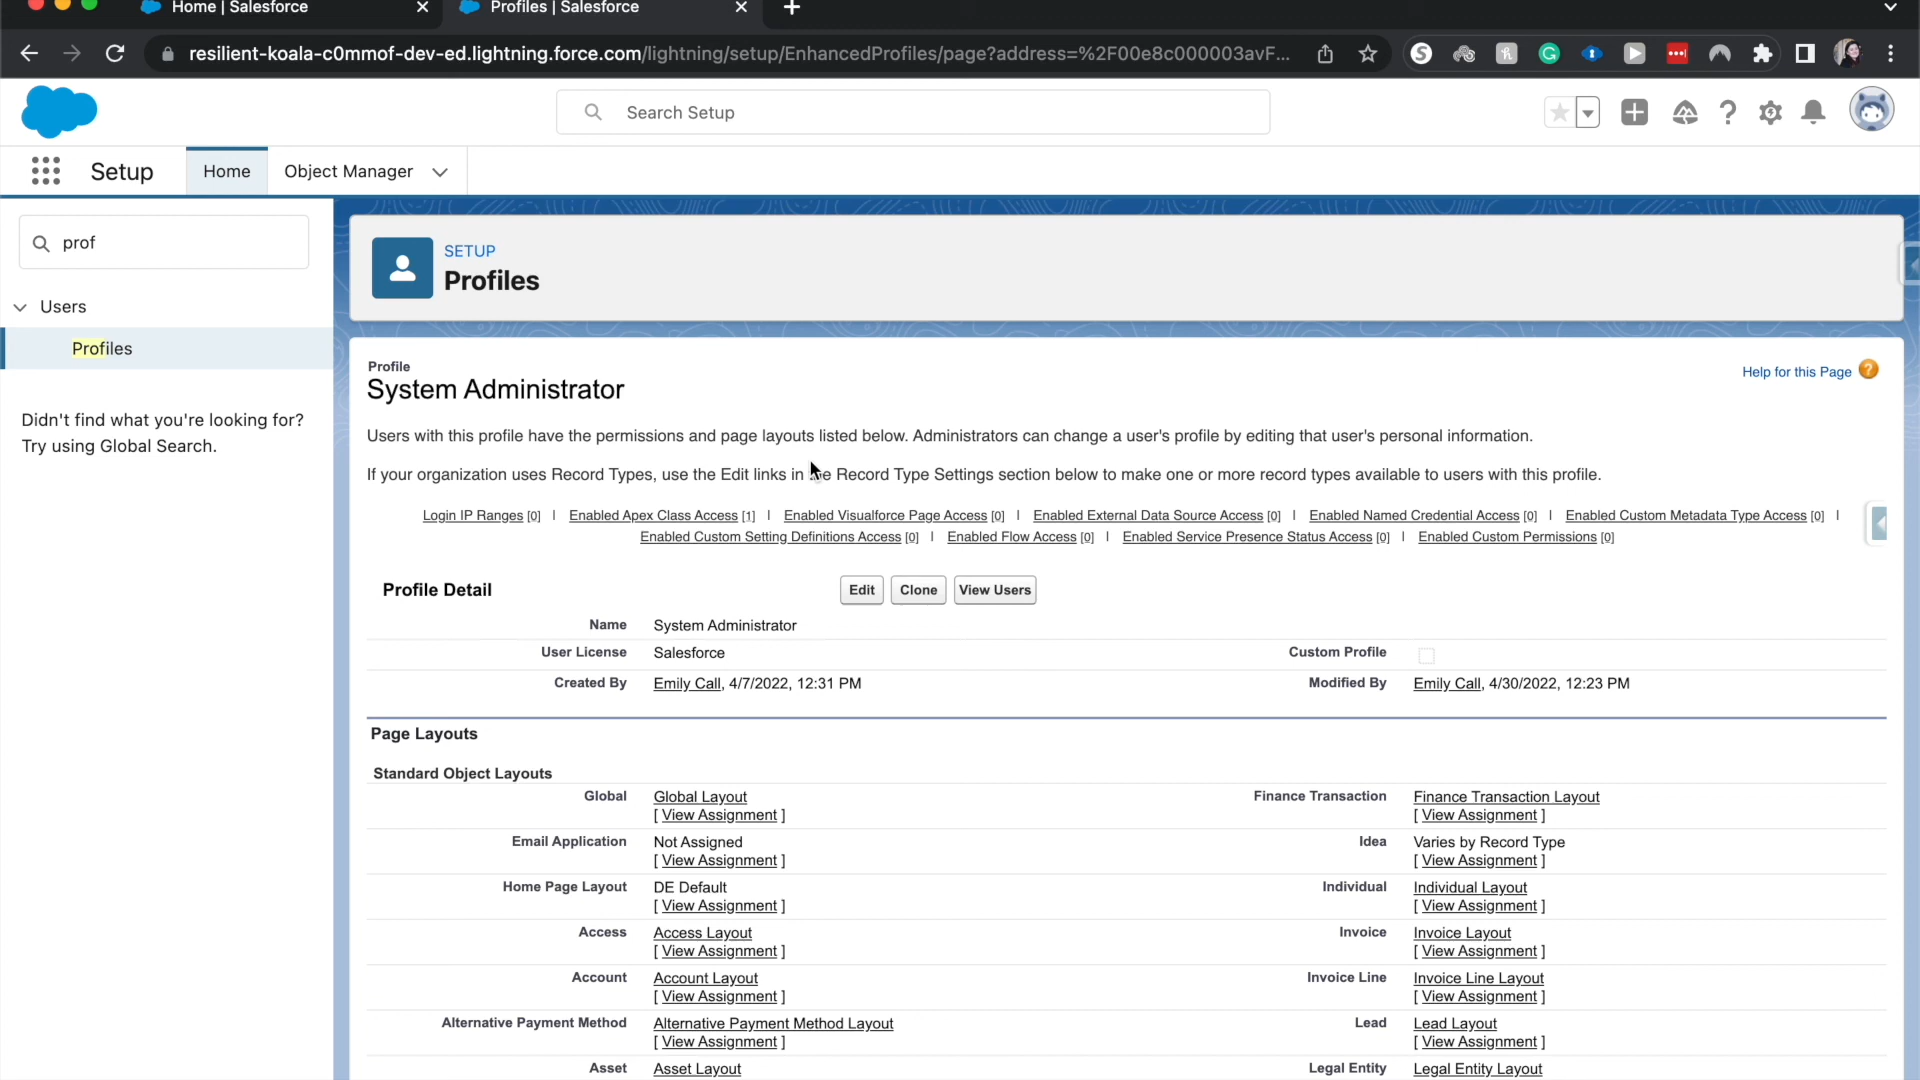 Home | Salesforce
Profiles | Salesforce
resilient-koala-c0mmof-dev-ed.lightning.force.com/lightning/setup/EnhancedProfiles/page?address=%2F00e8c000003avF...
Search Setup
Setup
Home
Object Manager
prof
Users
Profiles
Didn't find what you're looking for?
Try using Global Search.
SETUP
Profiles
Profile
System Administrator
Help for this Page
Users with this profile have the permissions and page layouts listed below. Administrators can change a user's profile by editing that user's personal information.
If your organization uses Record Types, use the Edit links in the Record Type Settings section below to make one or more record types available to users with this profile.
Login IP Ranges [0] | Enabled Apex Class Access [1] | Enabled Visualforce Page Access [0] | Enabled External Data Source Access [0] | Enabled Named Credential Access [0] | Enabled Custom Metadata Type Access [0] |
Enabled Custom Setting Definitions Access [0] | Enabled Flow Access [0] | Enabled Service Presence Status Access [0] | Enabled Custom Permissions [0]
Profile Detail
Edit Clone View Users
Name System Administrator
User License Salesforce Custom Profile
Created By Emily Call, 4/7/2022, 12:31 PM Modified By Emily Call, 4/30/2022, 12:23 PM
Page Layouts
Standard Object Layouts
Global Global Layout Finance Transaction Finance Transaction Layout
[ View Assignment ] [ View Assignment ]
Email Application Not Assigned Idea Varies by Record Type
[ View Assignment ] [ View Assignment ]
Home Page Layout DE Default Individual Individual Layout
[ View Assignment ] [ View Assignment ]
Access Access Layout Invoice Invoice Layout
[ View Assignment ] [ View Assignment ]
Account Account Layout Invoice Line Invoice Line Layout
[ View Assignment ] [ View Assignment ]
Alternative Payment Method Alternative Payment Method Layout Lead Lead Layout
[ View Assignment ] [ View Assignment ]
Asset Asset Layout Legal Entity Legal Entity Layout